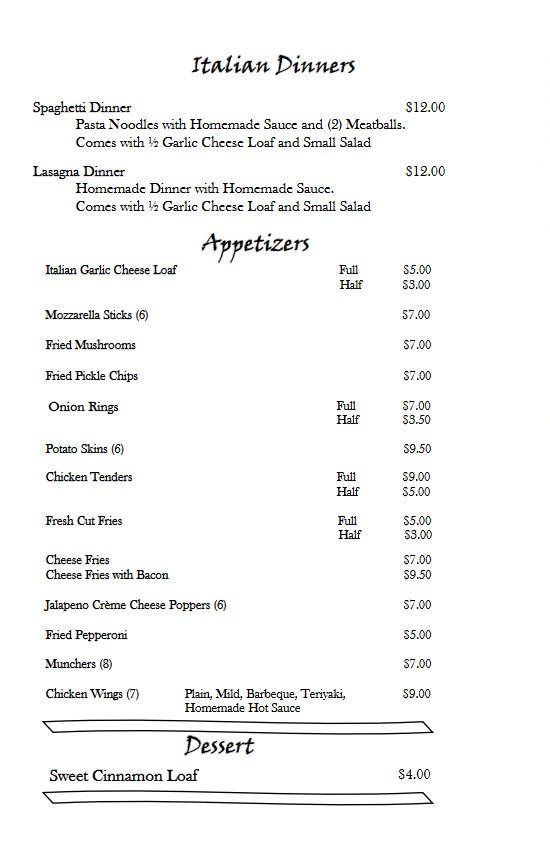 Italian Dinners
Spaghetti Dinner $12.00
Pasta Noodles with Homemade Sauce and (2) Meatballs.
Comes with ½ Garlic Cheese Loaf and Small Salad
Lasagna Dinner $12.00
Homemade Dinner with Homemade Sauce.
Comes with ½ Garlic Cheese Loaf and Small Salad
Appetizers
Italian Garlic Cheese Loaf Full $5.00
Half $3.00
Mozzarella Sticks (6) $7.00
Fried Mushrooms $7.00
Fried Pickle Chips $7.00
Onion Rings Full $7.00
Half $3.50
Potato Skins (6) $9.50
Chicken Tenders Full $9.00
Half $5.00
Fresh Cut Fries Full $5.00
Half $3.00
Cheese Fries $7.00
Cheese Fries with Bacon $9.50
Jalapeno Crème Cheese Poppers (6) $7.00
Fried Pepperoni $5.00
Munchers (8) $7.00
Chicken Wings (7) Plain, Mild, Barbeque, Teriyaki, $9.00
Homemade Hot Sauce
Dessert
Sweet Cinnamon Loaf $4.00